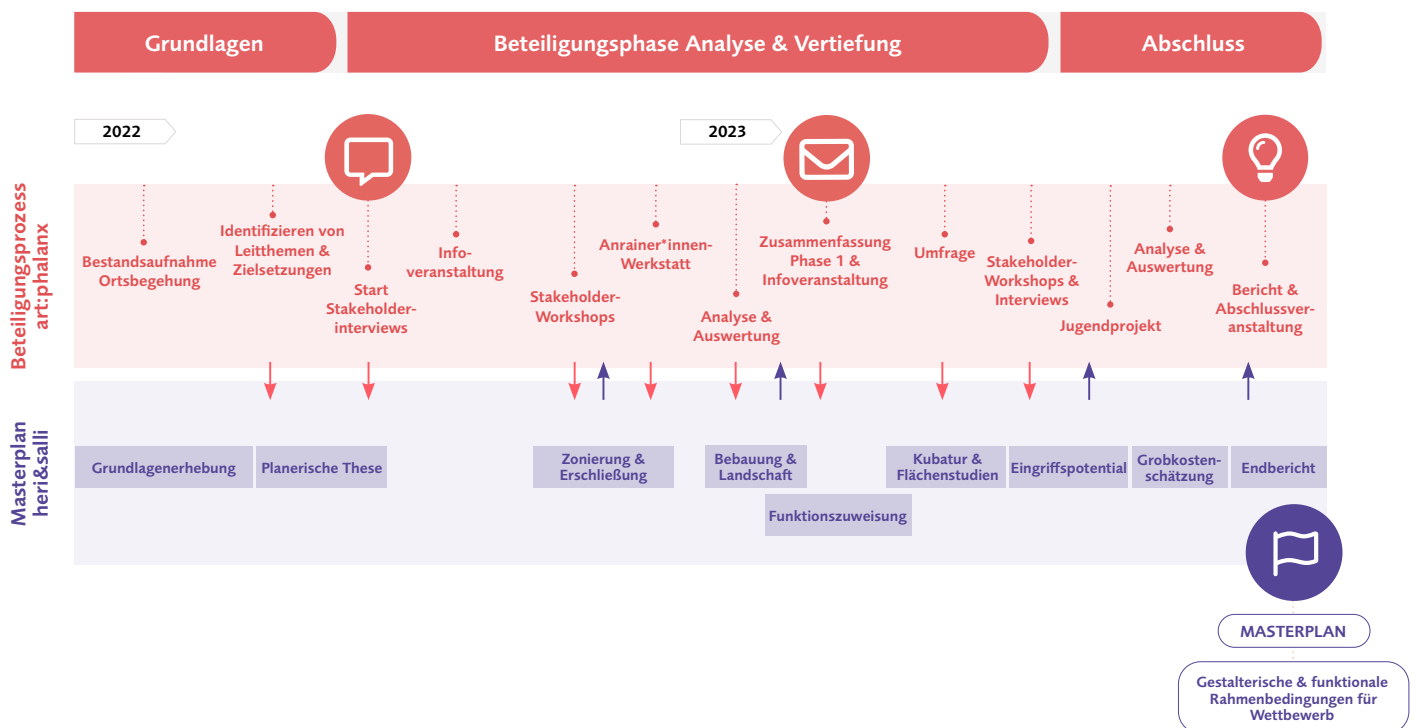 Grundlagen
Beteiligungsphase Analyse & Vertiefung
Abschluss
2022
2023
Beteiligungsprozess
art:phalanx
Bestandsaufnahme
Ortsbegehung
Identifizieren von
Leitthemen &
Zielsetzungen
Start
Stakeholder-
interviews
Info-
veranstaltung
Stakeholder-
Workshops
Anrainer*innen-
Werkstatt
Analyse &
Auswertung
Zusammenfassung
Phase 1 &
Infoveranstaltung
Umfrage
Stakeholder-
Workshops &
Interviews
Jugendprojekt
Analyse &
Auswertung
Bericht &
Abschlussver-
anstaltung
Masterplan
heri&salli
Grundlagenerhebung
Planerische These
Zonierung &
Erschließung
Bebauung &
Landschaft
Funktionszuweisung
Kubatur &
Flächenstudien
Eingriffspotential
Grobkosten-
schätzung
Endbericht
MASTERPLAN
Gestalterische & funktionale
Rahmenbedingungen für
Wettbewerb